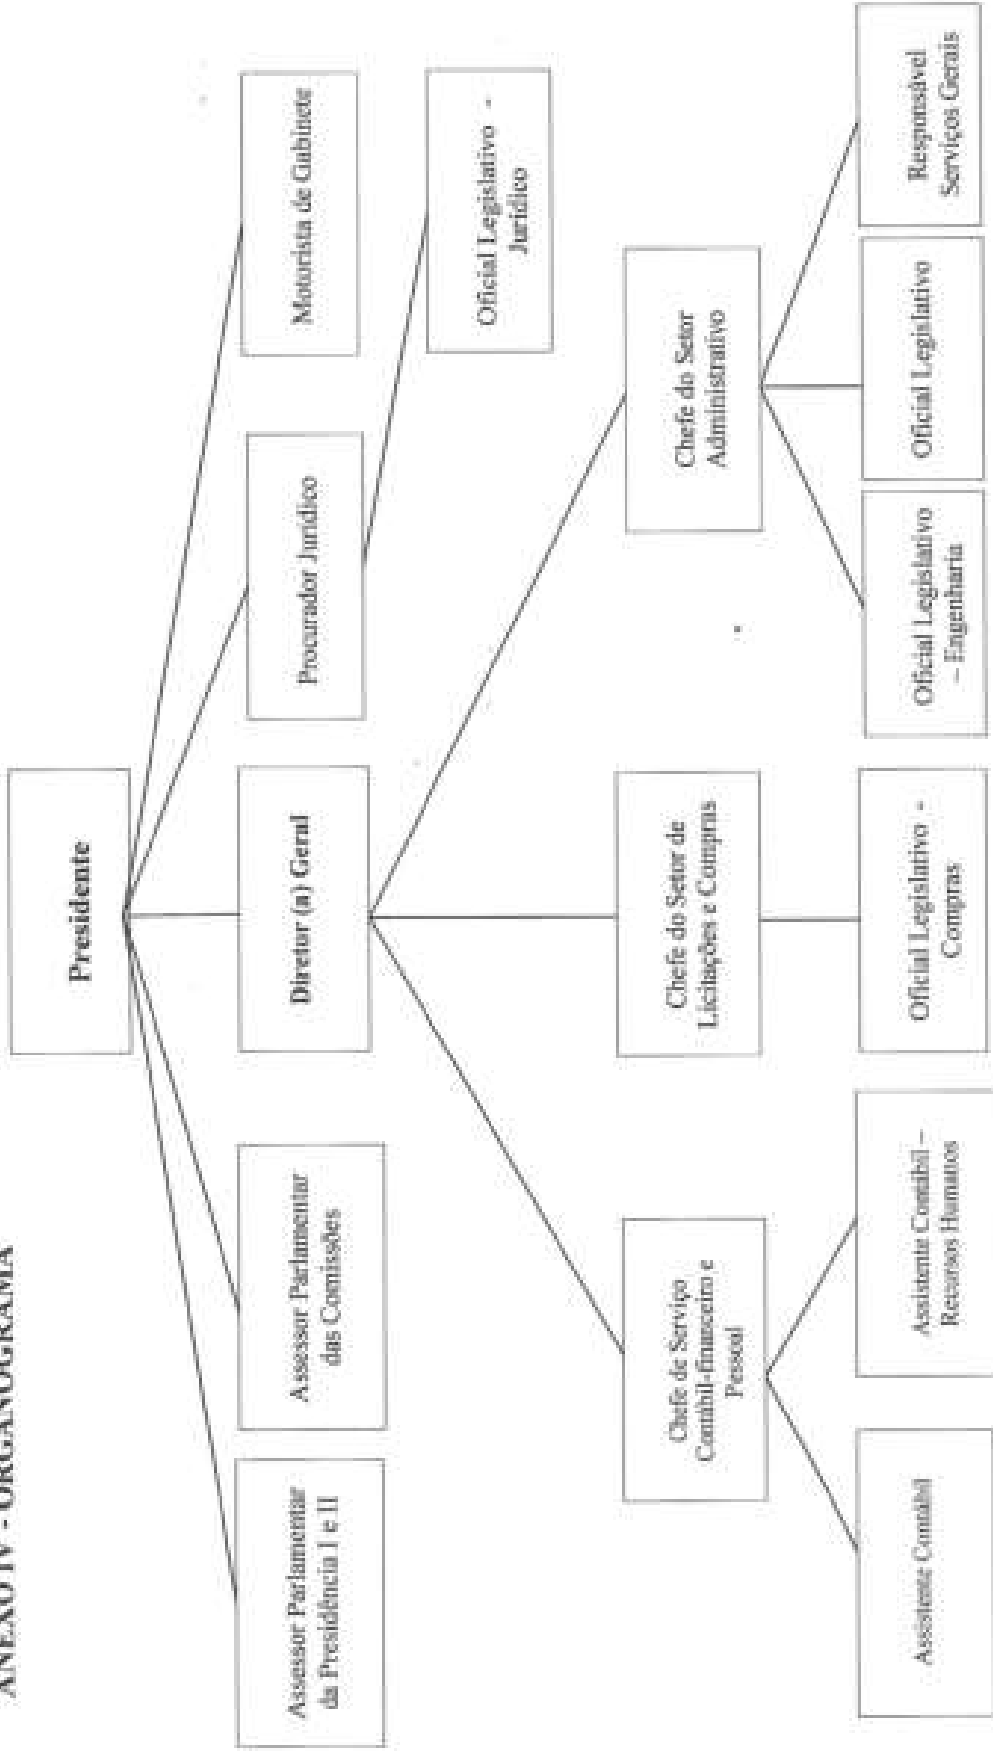 ANEXO IV - ORGANOGRAMA
Presidente
Assessor Parlamentar
da Presidência I e II
Assessor Parlamentar
das Comissões
Diretor (a) Geral
Procurador Jurídico
Motorista de Gabinete
Oficial Legislativo -
Jurídico
Chefe de Serviço
Contábil-financeiro e
Pessoal
Chefe do Setor de
Licitações e Compras
Chefe do Setor
Administrativo
Assistente Contábil
Assistente Contábil –
Recursos Humanos
Oficial Legislativo -
Compras
Oficial Legislativo
– Engenharia
Oficial Legislativo
Responsável
Serviços Gerais